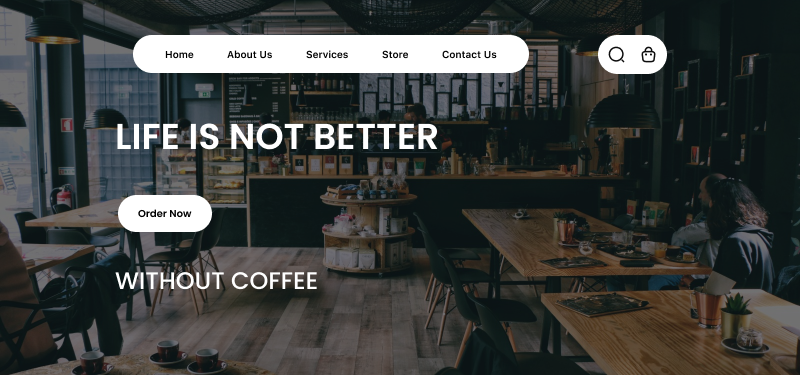 Home About Us Services Store Contact Us
LIFE IS NOT BETTER
Order Now
WITHOUT COFFEE